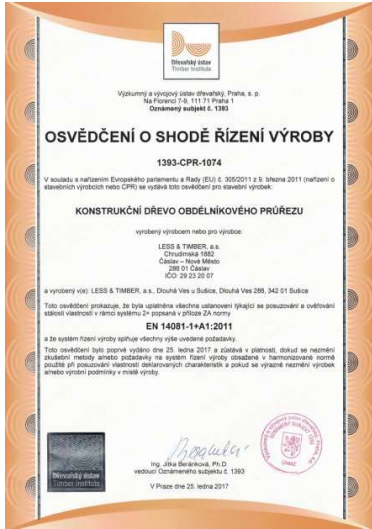 Dřevařský ústav
Timber Institute
Výzkumný a vývojový ústav dřevařský, Praha, s. p.
Na Florenci 7-9, 111 71 Praha 1
Oznámený subjekt č. 1393
OSVĚDČENÍ O SHODĚ ŘÍZENÍ VÝROBY
1393-CPR-1074
V souladu s nařízením Evropského parlamentu a Rady (EU) č. 305/2011 z 9. března 2011 (nařízení o
stavebních výrobcích nebo CPR) se vydává toto osvědčení pro stavební výrobek:
KONSTRUKČNÍ DŘEVO OBDÉLNÍKOVÉHO PRŮŘEZU
vyrobený výrobcem nebo pro výrobce:
LESS & TIMBER, a.s.
Chrudimská 1882
Čáslav – Nové Město
286 01 Čáslav
IČO: 29 23 20 07
a vyrobený v(e): LESS & TIMBER, a.s., Dlouhá Ves u Sušice, Dlouhá Ves 286, 342 01 Sušice
Toto osvědčení prokazuje, že byla uplatněna všechna ustanovení týkající se posuzování a ověřování
stálosti vlastností v rámci systému 2+ popsaná v příloze ZA normy
EN 14081-1+A1:2011
a že systém řízení výroby splňuje všechny výše uvedené požadavky.
Toto osvědčení bylo poprvé vydáno dne 25. ledna 2017 a zůstává v platnosti, dokud se nezmění
zkušební metody a/nebo požadavky na systém řízení výroby obsažené v harmonizované normě
použité při posuzování vlastností deklarovaných charakteristik a pokud se výrazně nezmění výrobek
a/nebo výrobní podmínky v místě výroby.
Dřevařský ústav
Timber Institute
Ing. Jitka Beránková, Ph.D.
vedoucí Oznámeného subjektu č. 1393
V Praze dne 25. ledna 2017